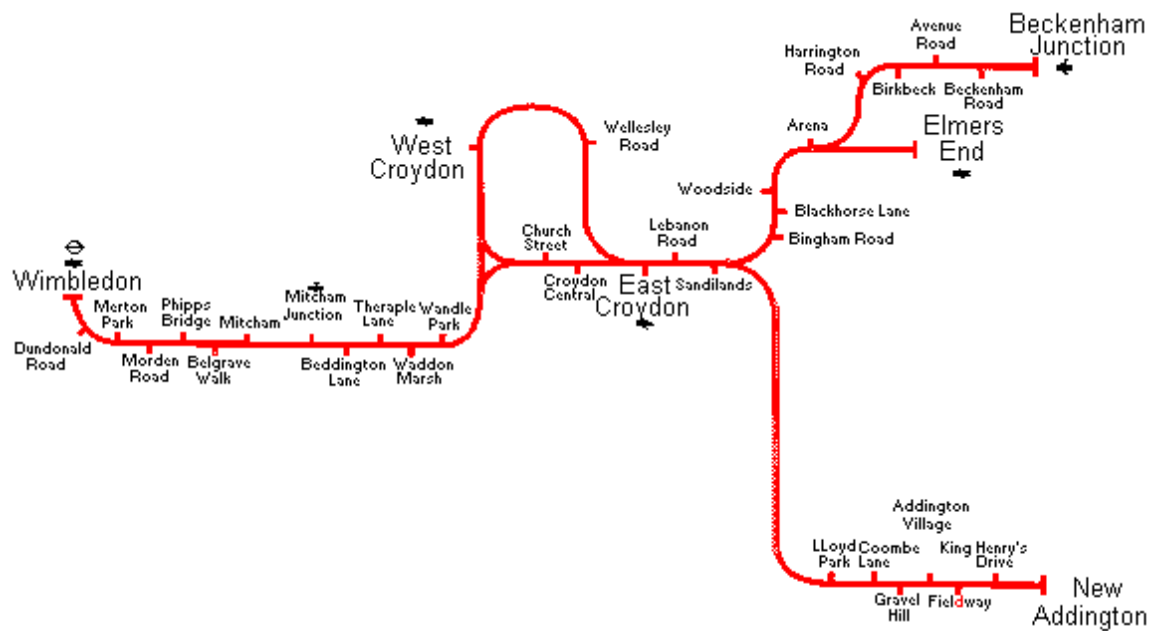 Beckenham
Junction
Avenue
Road
Harrington
Road
Birkbeck
Beckenham
Road
Elmers
End
Arena
West
Croydon
Wellesley
Road
Woodside
Blackhorse Lane
Bingham Road
Church
Street
Lebanon
Road
Croydon
Central
East
Croydon
Sandilands
Wimbledon
Merton
Park
Phipps
Bridge
Mitcham
Mitcham
Junction
Theraple
Lane
Wandle
Park
Dundonald
Road
Morden
Road
Belgrave
Walk
Beddington
Lane
Waddon
Marsh
Addington
Village
LLoyd
Park
Coombe
Lane
King Henry's
Drive
Gravel
Hill
Fieldway
New
Addington